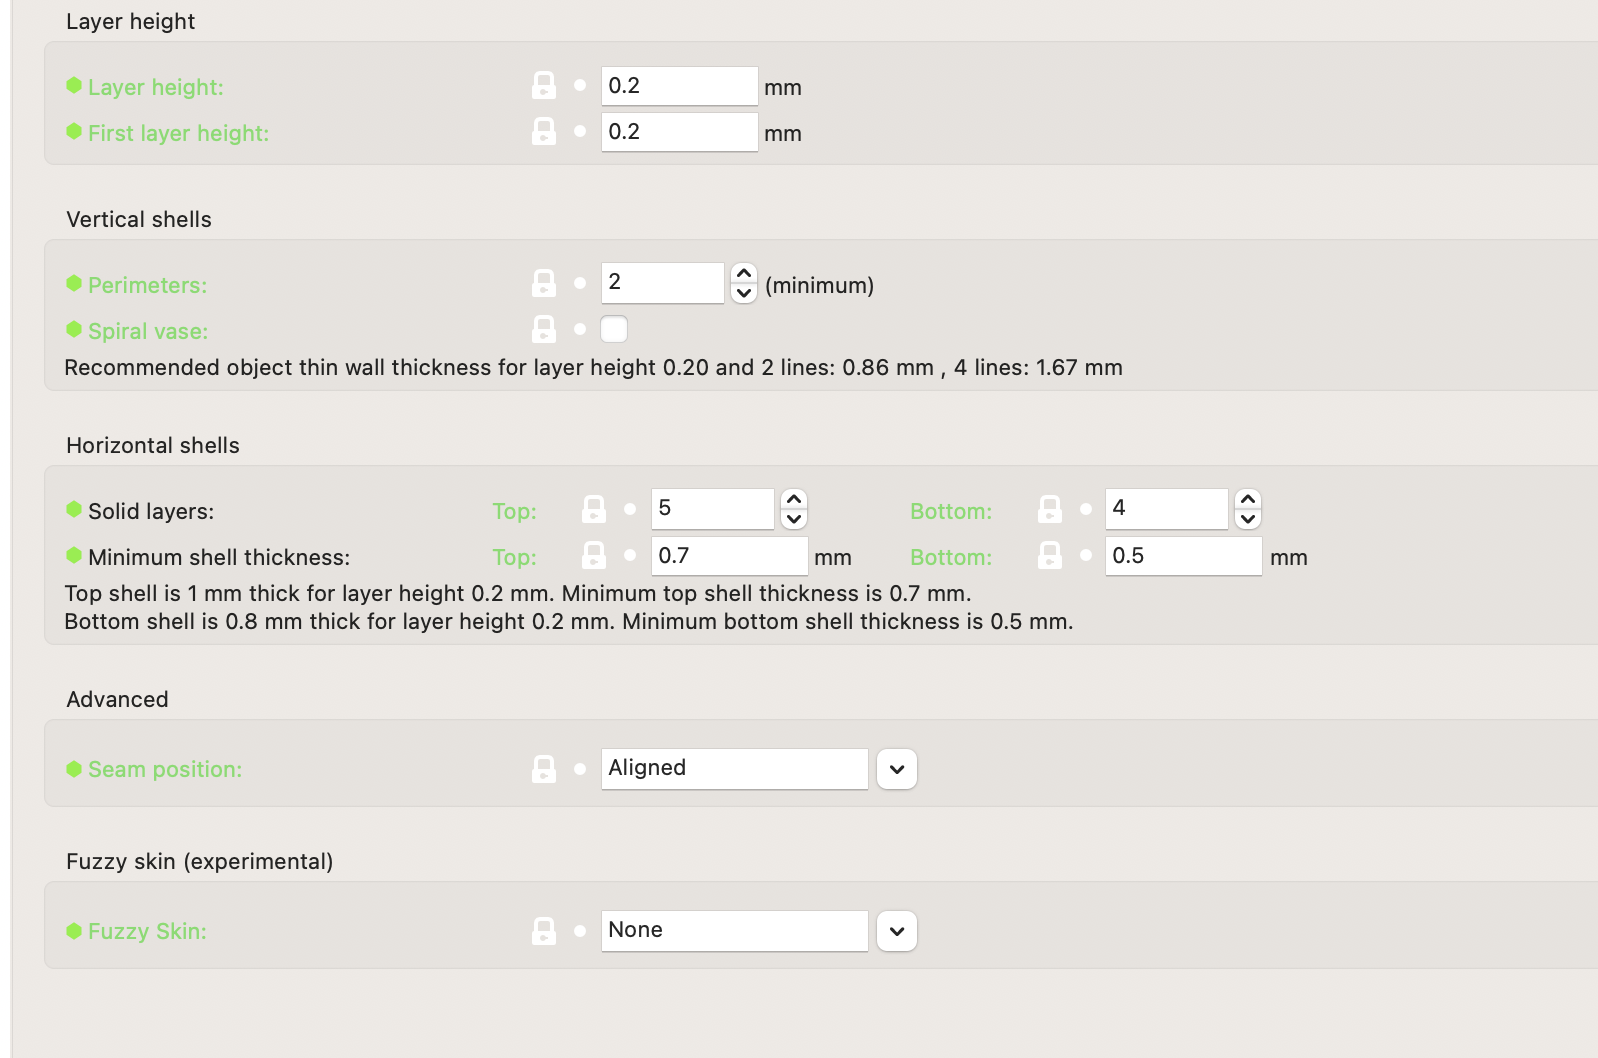 Layer height
Layer height: 0.2 mm
First layer height: 0.2 mm
Vertical shells
Perimeters: 2 (minimum)
Spiral vase:
Recommended object thin wall thickness for layer height 0.20 and 2 lines: 0.86 mm , 4 lines: 1.67 mm
Horizontal shells
Solid layers: Top: 5 Bottom: 4
Minimum shell thickness: Top: 0.7 mm Bottom: 0.5 mm
Top shell is 1 mm thick for layer height 0.2 mm. Minimum top shell thickness is 0.7 mm.
Bottom shell is 0.8 mm thick for layer height 0.2 mm. Minimum bottom shell thickness is 0.5 mm.
Advanced
Seam position: Aligned
Fuzzy skin (experimental)
Fuzzy Skin: None